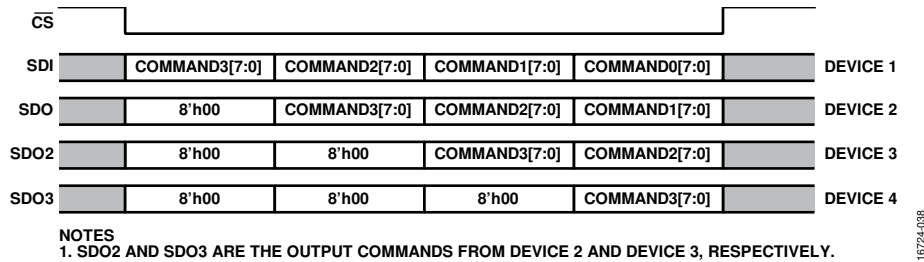 CS
SDI COMMAND3[7:0] COMMAND2[7:0] COMMAND1[7:0] COMMAND0[7:0] DEVICE 1
SDO 8'h00 COMMAND3[7:0] COMMAND2[7:0] COMMAND1[7:0] DEVICE 2
SDO2 8'h00 8'h00 COMMAND3[7:0] COMMAND2[7:0] DEVICE 3
SDO3 8'h00 8'h00 8'h00 COMMAND3[7:0] DEVICE 4
NOTES
1. SDO2 AND SDO3 ARE THE OUTPUT COMMANDS FROM DEVICE 2 AND DEVICE 3, RESPECTIVELY.
16724-038